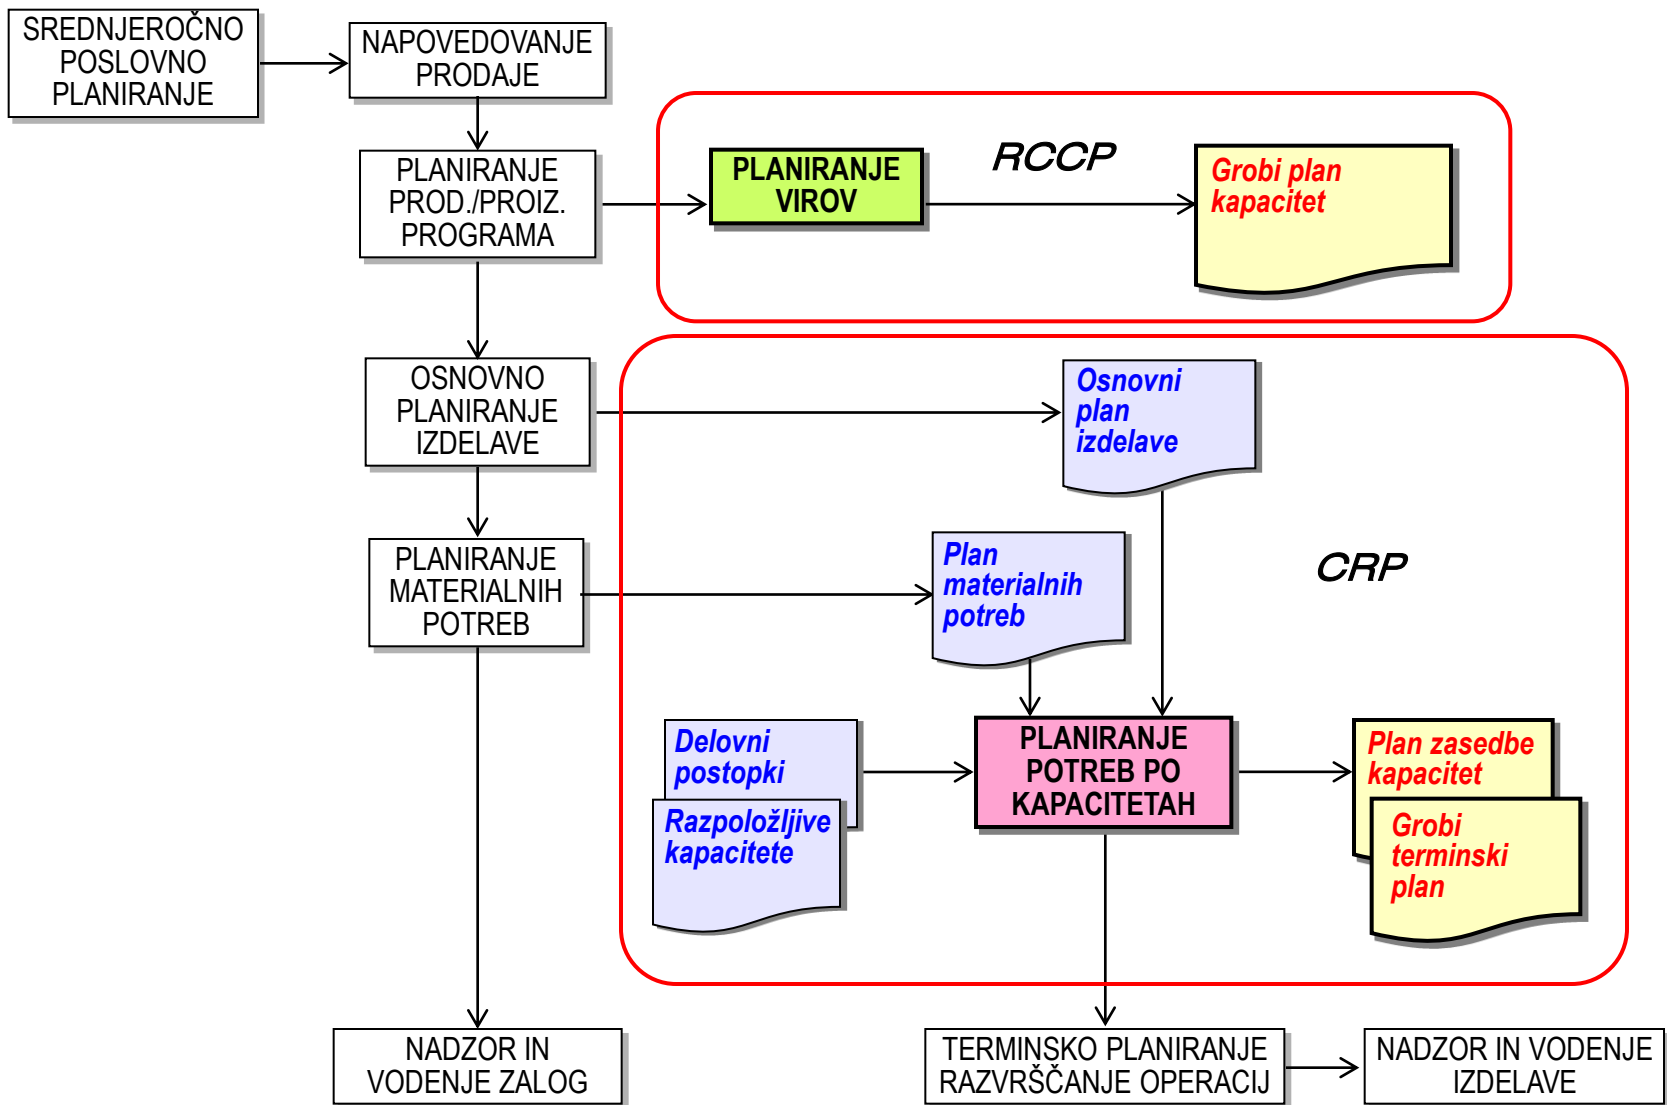 SREDNJEROČNO
POSLOVNO
PLANIRANJE
NAPOVEDOVANJE
PRODAJE
PLANIRANJE
PROD./PROIZ.
PROGRAMA
PLANIRANJE
VIROV
RCCP
Grobi plan
kapacitet
OSNOVNO
PLANIRANJE
IZDELAVE
Osnovni
plan
izdelave
PLANIRANJE
MATERIALNIH
POTREB
Plan
materialnih
potreb
CRP
Delovni
postopki
Razpoložljive
kapacitete
PLANIRANJE
POTREB PO
KAPACITETAH
Plan zasedbe
kapacitet
Grobi
terminski
plan
NADZOR IN
VODENJE ZALOG
TERMINSKO PLANIRANJE
RAZVRŠČANJE OPERACIJ
NADZOR IN VODENJE
IZDELAVE